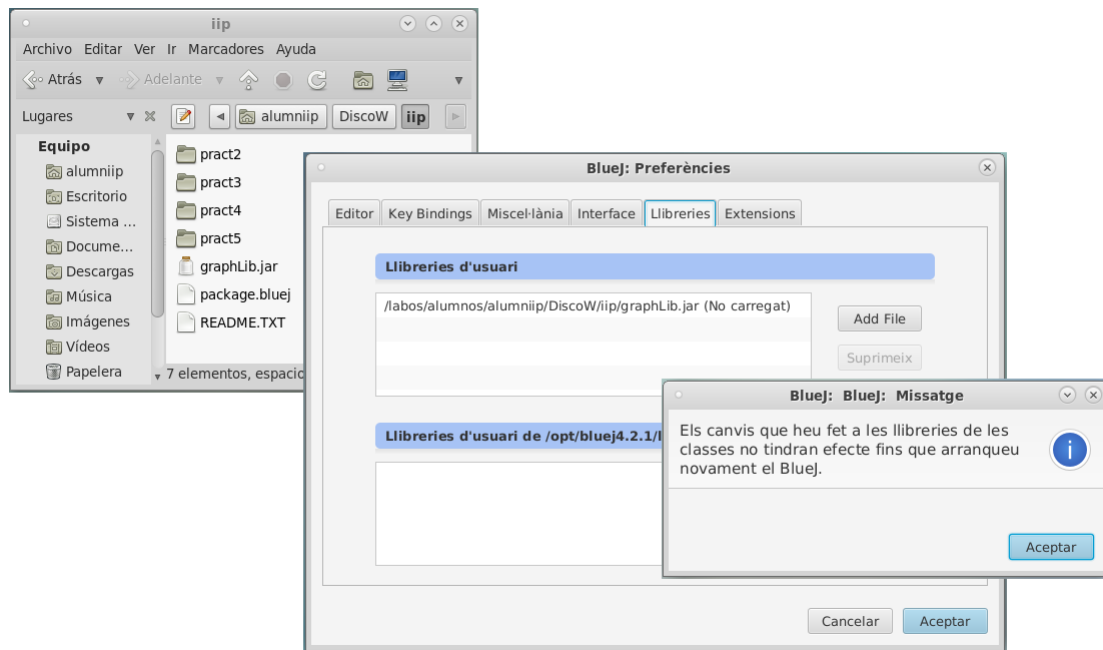 iip
Archivo Editar Ver Ir Marcadores Ayuda
Atrás Adelante
Lugares
alumniip DiscoW iip
Equipo
alumniip
Escritorio
Sistema ...
Docume...
Descargas
Música
Imágenes
Vídeos
Papelera
pract2
pract3
pract4
pract5
graphLib.jar
package.bluej
README.TXT
7 elementos, espacio
BlueJ: Preferències
Editor Key Bindings Miscel·lània Interface Llibreries Extensions
Llibreries d'usuari
/labos/alumnos/alumniip/DiscoW/iip/graphLib.jar (No carregat)
Add File
Suprimeix
Llibreries d'usuari de /opt/bluej4.2.1/l
Cancelar Aceptar
BlueJ: BlueJ: Missatge
Els canvis que heu fet a les llibreries de les
classes no tindran efecte fins que arranqueu
novament el BlueJ.
Aceptar